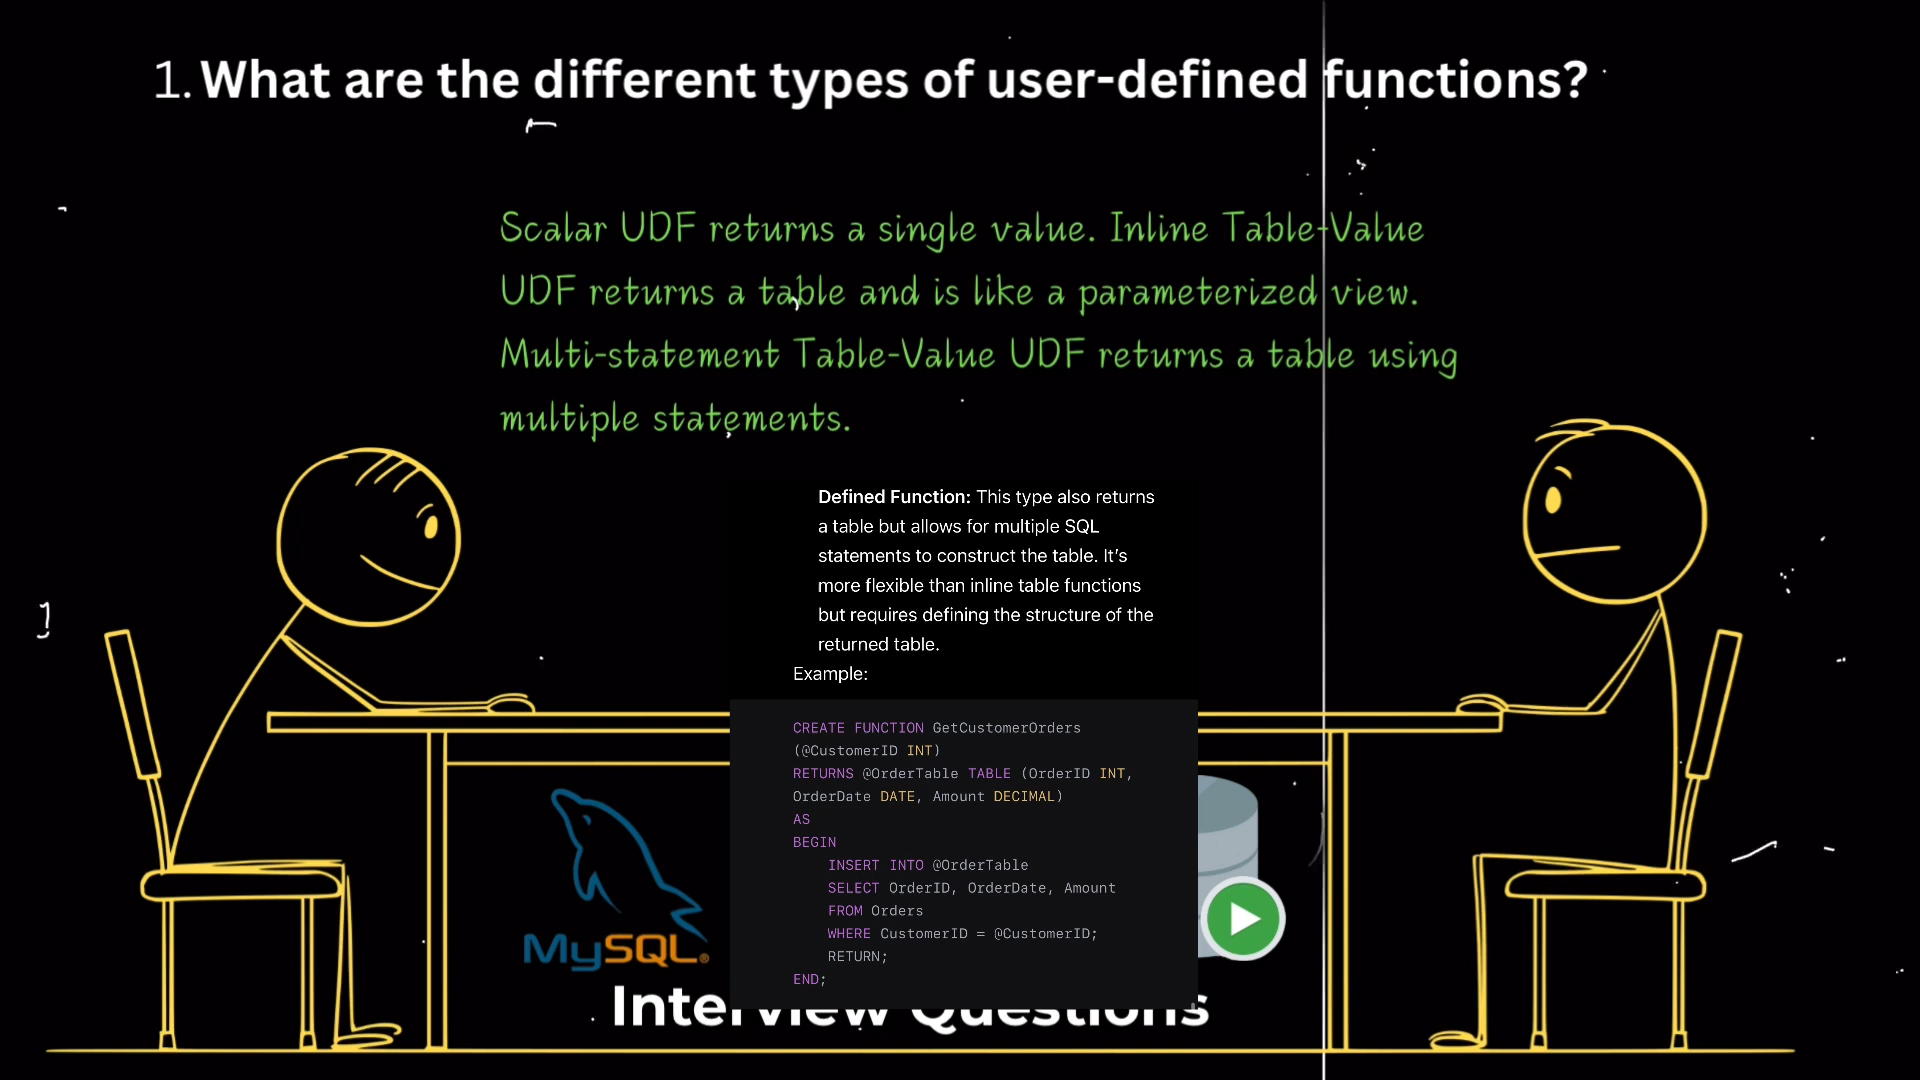 1. What are the different types of user-defined functions?
Scalar UDF returns a single value. Inline Table-Value
UDF returns a table and is like a parameterized view.
Multi-statement Table-Value UDF returns a table using
multiple statements.
Defined Function: This type also returns
a table but allows for multiple SQL
statements to construct the table. It's
more flexible than inline table functions
but requires defining the structure of the
returned table.
Example:
CREATE FUNCTION GetCustomerOrders
(@CustomerID INT)
RETURNS @OrderTable TABLE (OrderID INT,
OrderDate DATE, Amount DECIMAL)
AS
BEGIN
INSERT INTO @OrderTable
SELECT OrderID, OrderDate, Amount
FROM Orders
WHERE CustomerID = @CustomerID;
RETURN;
END;
MySQL®
Interview Questions